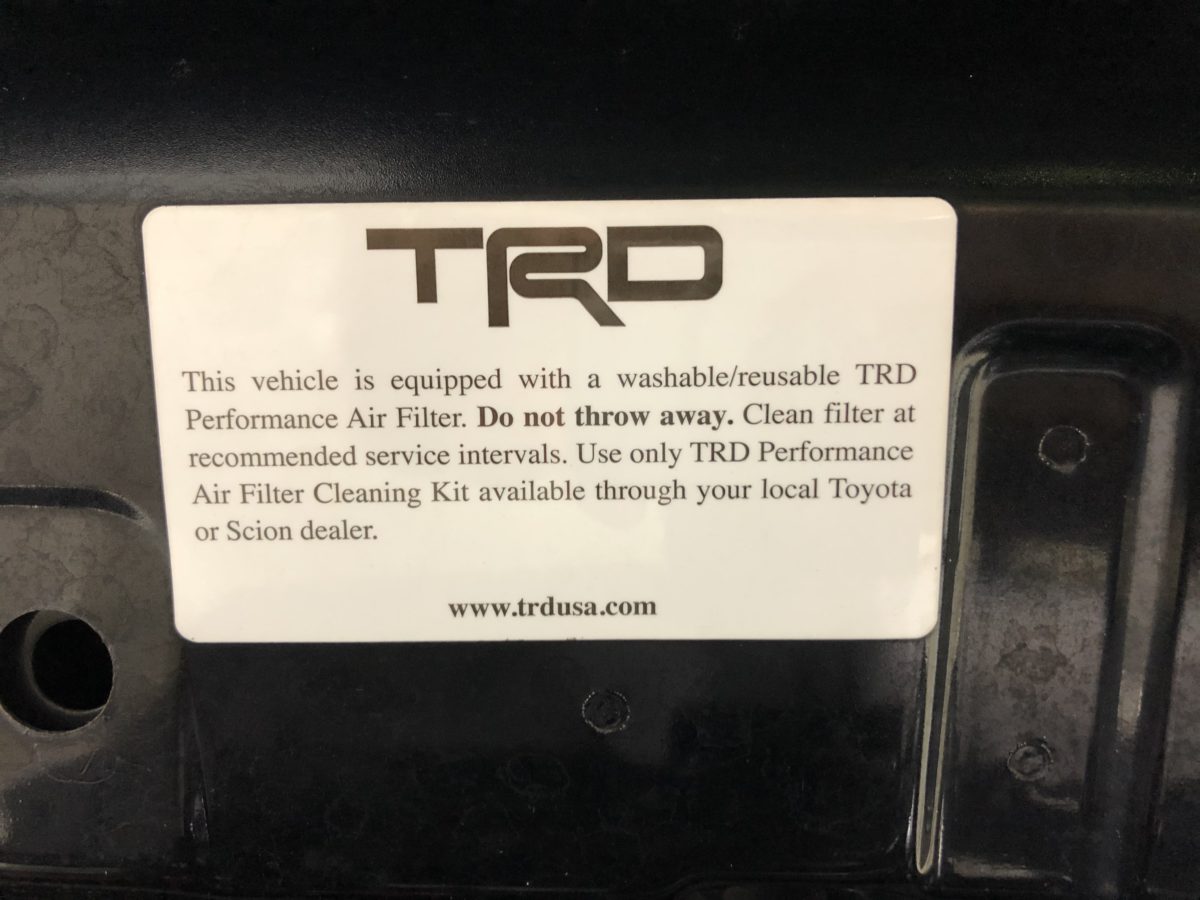 TRD
This vehicle is equipped with a washable/reusable TRD
Performance Air Filter. Do not throw away. Clean filter at
recommended service intervals. Use only TRD Performance
Air Filter Cleaning Kit available through your local Toyota
or Scion dealer.
www.trdusa.com